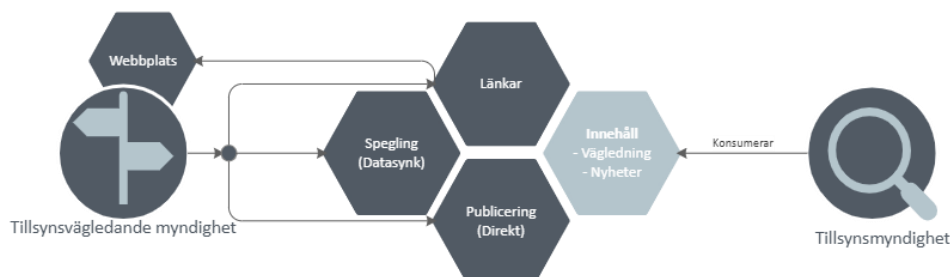 Webbplats
Tillsynsvägledande myndighet
Länkar
Spegling
(Datasynk)
Publicering
(Direkt)
Innehåll
- Vägledning
- Nyheter
Konsumerar
Tillsynsmyndighet